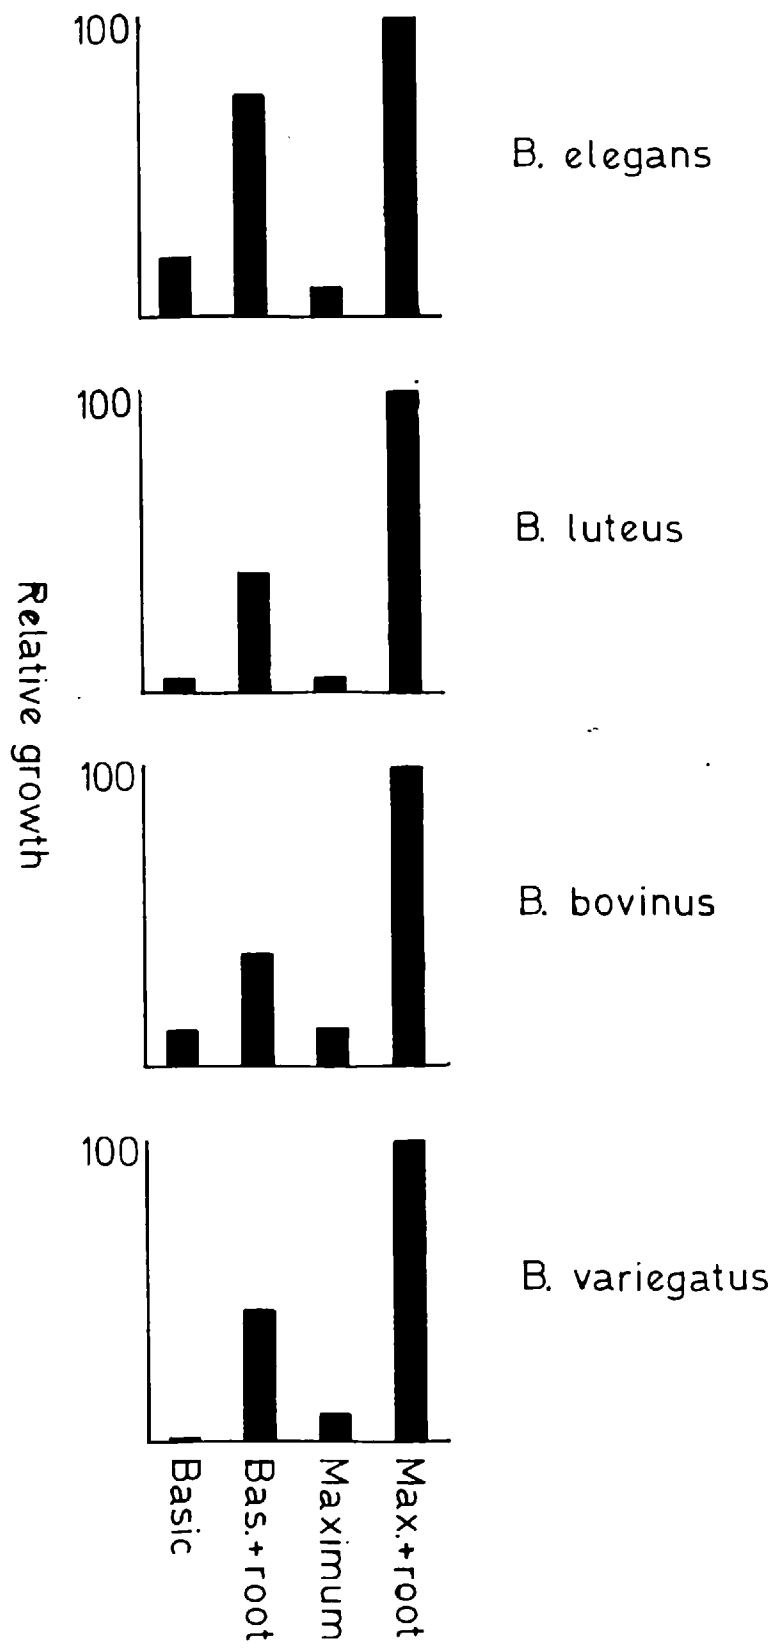 100
B. elegans
100
B. luteus
Relative growth
100
B. bovinus
100
B. variegatus
Basic
Bas.+root
Maximum
Max.+root